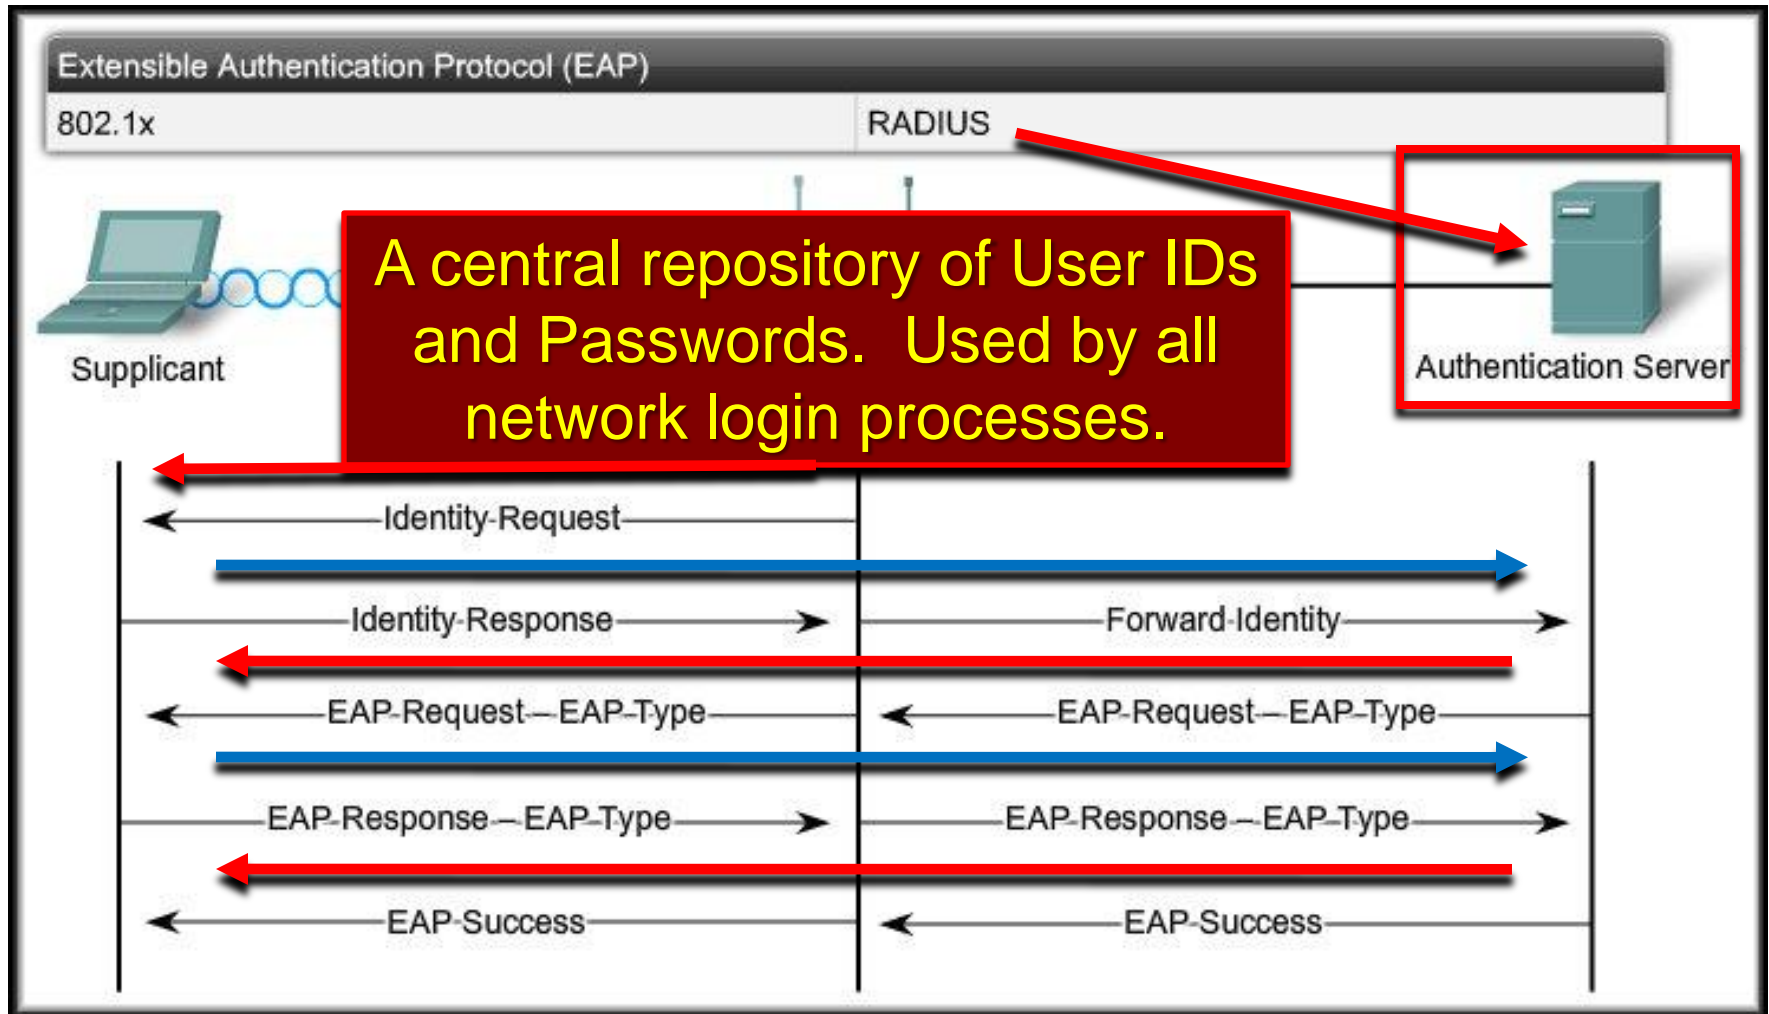 Extensible Authentication Protocol (EAP)
802.1x
RADIUS
A central repository of User IDs
and Passwords.  Used by all
network login processes.
Supplicant
Authentication Server
Identity Request
Identity Response
Forward Identity
EAP Request – EAP Type
EAP Request – EAP Type
EAP Response – EAP Type
EAP Response – EAP Type
EAP Success
EAP Success